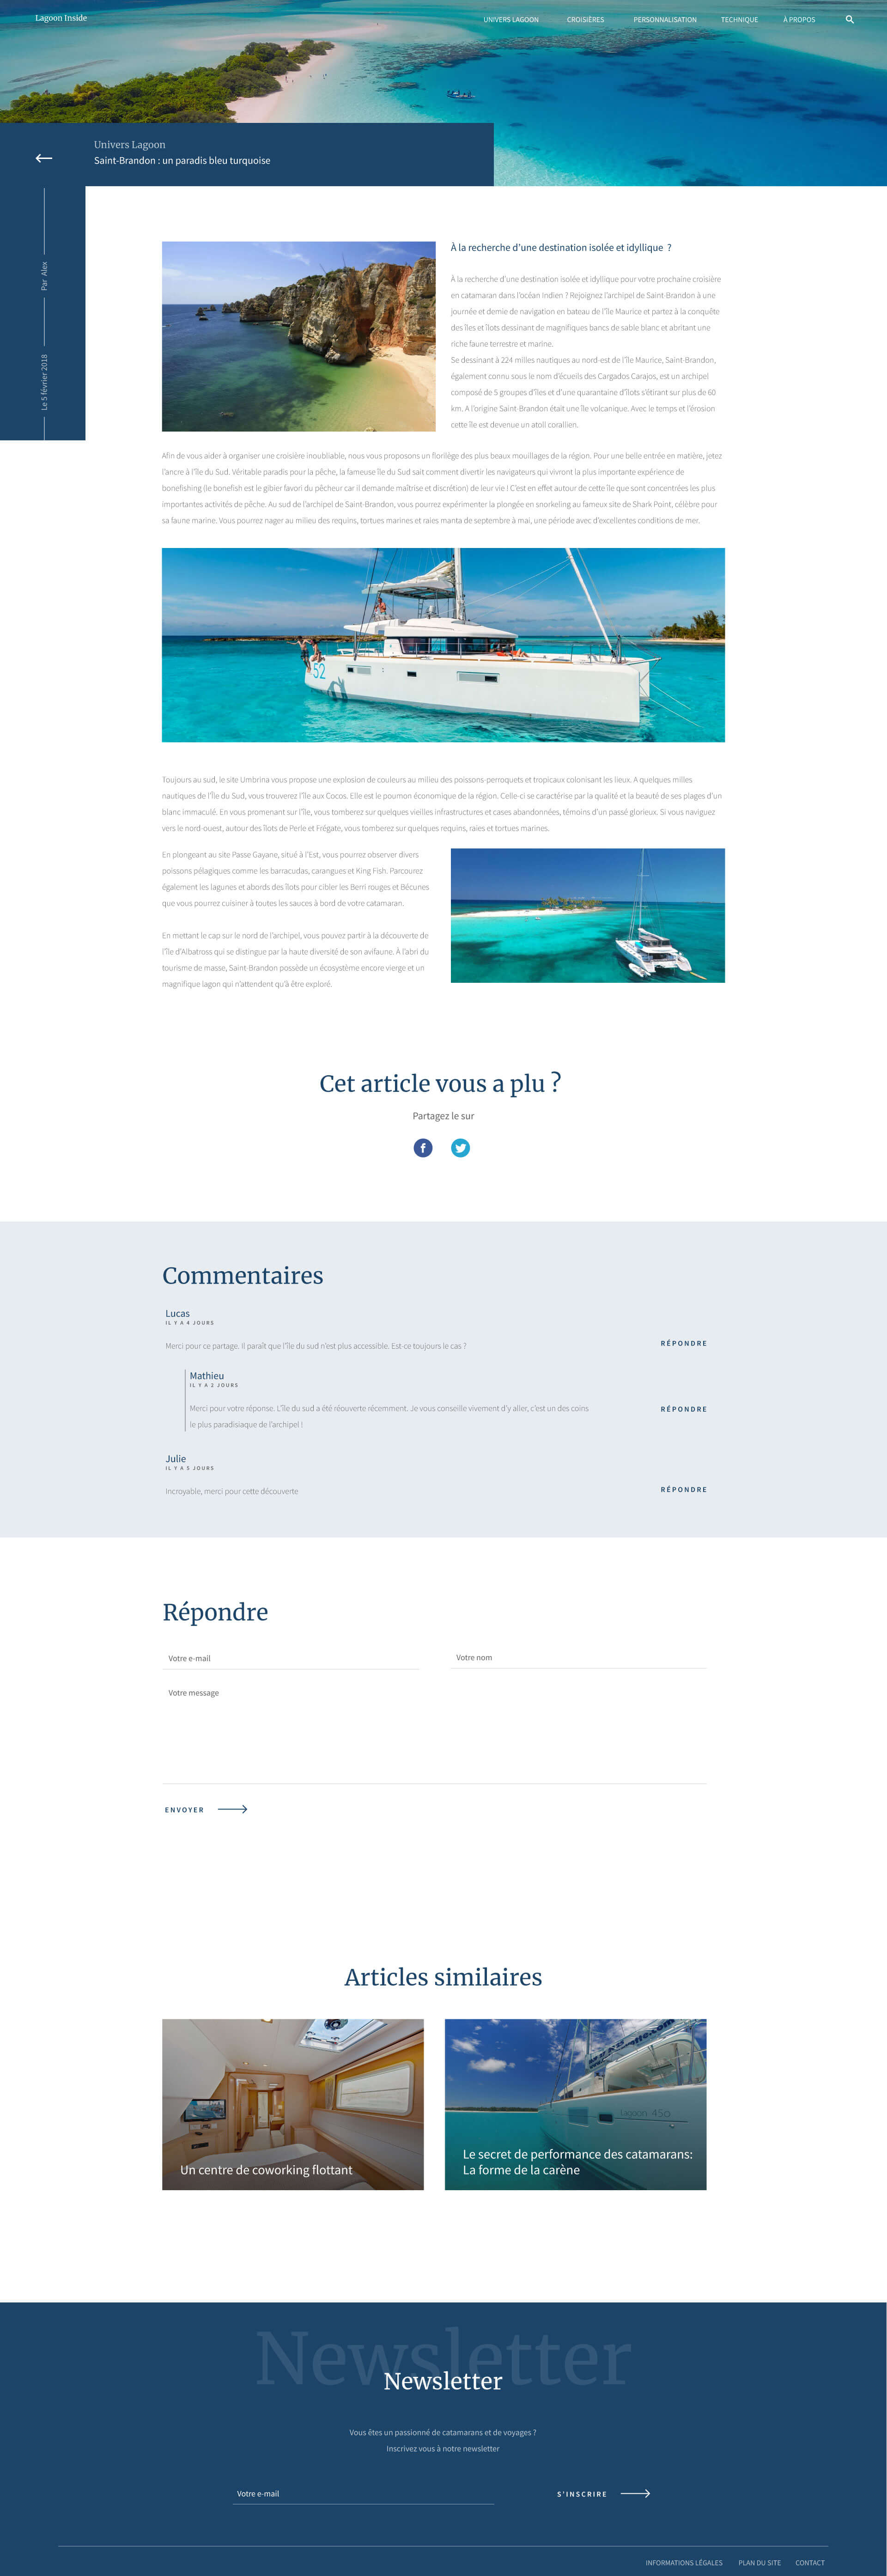 Lagoon Inside
UNIVERS LAGOON
CROISIÈRES
PERSONNALISATION
TECHNIQUE
À PROPOS
Univers Lagoon
Saint-Brandon : un paradis bleu turquoise
Par Alex
Le 5 février 2018
À la recherche d'une destination isolée et idyllique ?
À la recherche d'une destination isolée et idyllique pour votre prochaine croisière
en catamaran dans l'océan Indien ? Rejoignez l'archipel de Saint-Brandon à une
journée et demie de navigation en bateau de l'île Maurice et partez à la conquête
des îles et îlots dessinant de magnifiques bancs de sable blanc et abritant une
riche faune terrestre et marine.
Se dessinant à 224 milles nautiques au nord-est de l'île Maurice, Saint-Brandon,
également connu sous le nom d'écueils des Cargados Carajos, est un archipel
composé de 5 groupes d'îles et d'une quarantaine d'îlots s'étirant sur plus de 60
km. A l'origine Saint-Brandon était une île volcanique. Avec le temps et l'érosion
cette île est devenue un atoll corallien.
Afin de vous aider à organiser une croisière inoubliable, nous vous proposons un florilège des plus beaux mouillages de la région. Pour une belle entrée en matière, jetez
l'ancre à l'île du Sud. Véritable paradis pour la pêche, la fameuse île du Sud sait comment divertir les navigateurs qui vivront la plus importante expérience de
bonefishing (le bonefish est le gibier favori du pêcheur car il demande maîtrise et discrétion) de leur vie ! C'est en effet autour de cette île que sont concentrées les plus
importantes activités de pêche. Au sud de l'archipel de Saint-Brandon, vous pourrez expérimenter la plongée en snorkeling au fameux site de Shark Point, célèbre pour
sa faune marine. Vous pourrez nager au milieu des requins, tortues marines et raies manta de septembre à mai, une période avec d'excellentes conditions de mer.
52
Toujours au sud, le site Umbrina vous propose une explosion de couleurs au milieu des poissons-perroquets et tropicaux colonisant les lieux. A quelques milles
nautiques de l'Île du Sud, vous trouverez l'île aux Cocos. Elle est le poumon économique de la région. Celle-ci se caractérise par la qualité et la beauté de ses plages d'un
blanc immaculé. En vous promenant sur l'île, vous tomberez sur quelques vieilles infrastructures et cases abandonnées, témoins d'un passé glorieux. Si vous naviguez
vers le nord-ouest, autour des îlots de Perle et Frégate, vous tomberez sur quelques requins, raies et tortues marines.
En plongeant au site Passe Gayane, situé à l'Est, vous pourrez observer divers
poissons pélagiques comme les barracudas, carangues et King Fish. Parcourez
également les lagunes et abords des îlots pour cibler les Berri rouges et Bécunes
que vous pourrez cuisiner à toutes les sauces à bord de votre catamaran.
En mettant le cap sur le nord de l'archipel, vous pouvez partir à la découverte de
l'île d'Albatross qui se distingue par la haute diversité de son avifaune. À l'abri du
tourisme de masse, Saint-Brandon possède un écosystème encore vierge et un
magnifique lagon qui n'attendent qu'à être exploré.
Cet article vous a plu ?
Partagez le sur
Commentaires
Lucas
IL Y A 4 JOURS
Merci pour ce partage. Il paraît que l'île du sud n'est plus accessible. Est-ce toujours le cas ?
RÉPONDRE
Mathieu
IL Y A 2 JOURS
Merci pour votre réponse. L'île du sud a été réouverte récemment. Je vous conseille vivement d'y aller, c'est un des coins
le plus paradisiaque de l'archipel !
RÉPONDRE
Julie
IL Y A 5 JOURS
Incroyable, merci pour cette découverte
RÉPONDRE
Répondre
Votre e-mail
Votre nom
Votre message
ENVOYER
Articles similaires
Lagoon 450
Un centre de coworking flottant
Le secret de performance des catamarans:
La forme de la carène
Newsletter
Newsletter
Vous êtes un passionné de catamarans et de voyages ?
Inscrivez vous à notre newsletter
Votre e-mail
S'INSCRIRE
INFORMATIONS LÉGALES
PLAN DU SITE
CONTACT